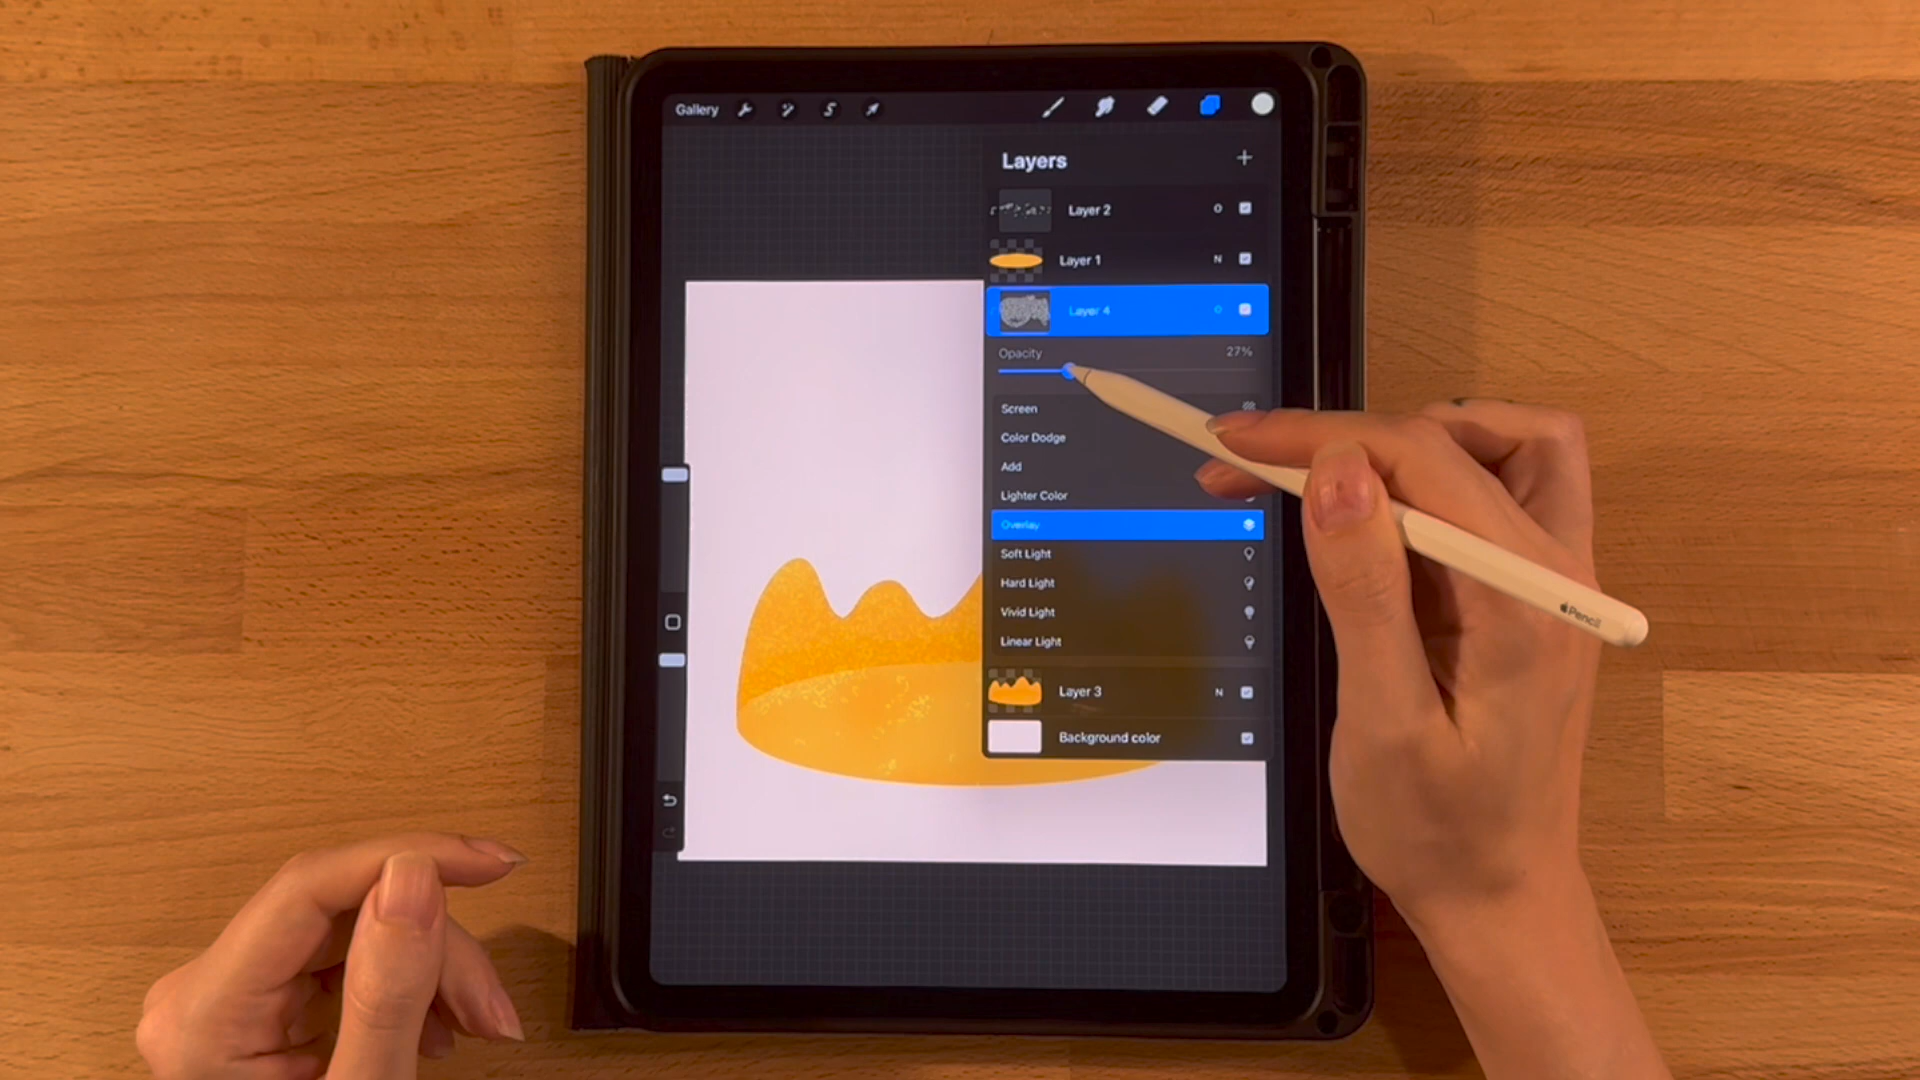 Gallery
Layers
Layer 2 O
Layer 1 N
Layer 4 O
Opacity 27%
Screen
Color Dodge
Add
Lighter Color
Overlay
Soft Light
Hard Light
Vivid Light
Linear Light
Layer 3 N
Background color
Pencil